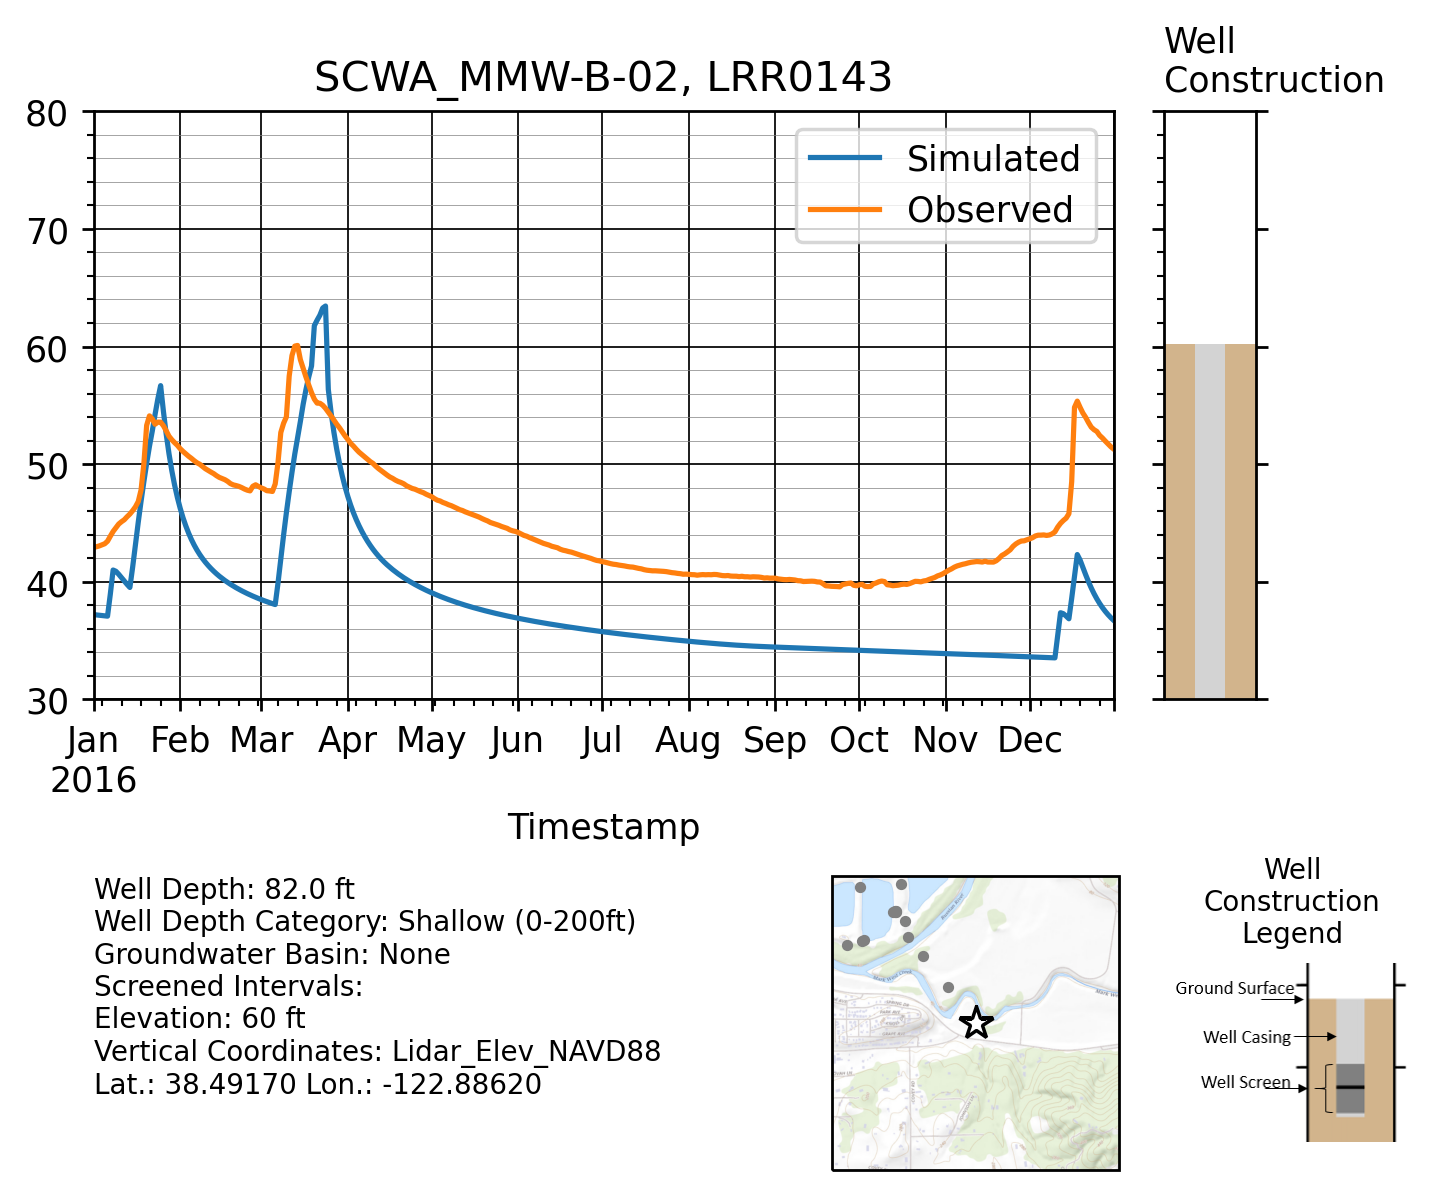 Well
Construction
SCWA_MMW-B-02, LRR0143
80
70
60
50
40
30
Simulated
Observed
Jan Feb Mar Apr May Jun Jul Aug Sep Oct Nov Dec
2016
Timestamp
Well Depth: 82.0 ft
Well Depth Category: Shallow (0-200ft)
Groundwater Basin: None
Screened Intervals:
Elevation: 60 ft
Vertical Coordinates: Lidar_Elev_NAVD88
Lat.: 38.49170 Lon.: -122.88620
Well
Construction
Legend
Ground Surface
Well Casing
Well Screen